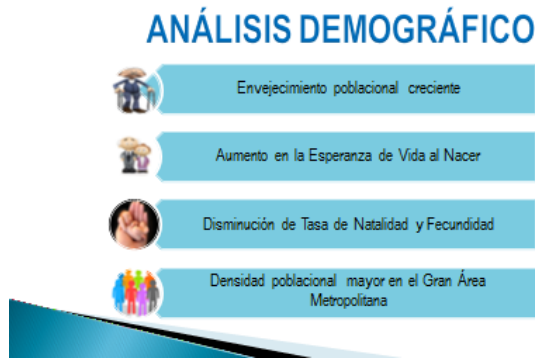 ANÁLISIS DEMOGRÁFICO
Envejecimiento poblacional creciente
Aumento en la Esperanza de Vida al Nacer
Disminución de Tasa de Natalidad y Fecundidad
Densidad poblacional mayor en el Gran Área
Metropolitana